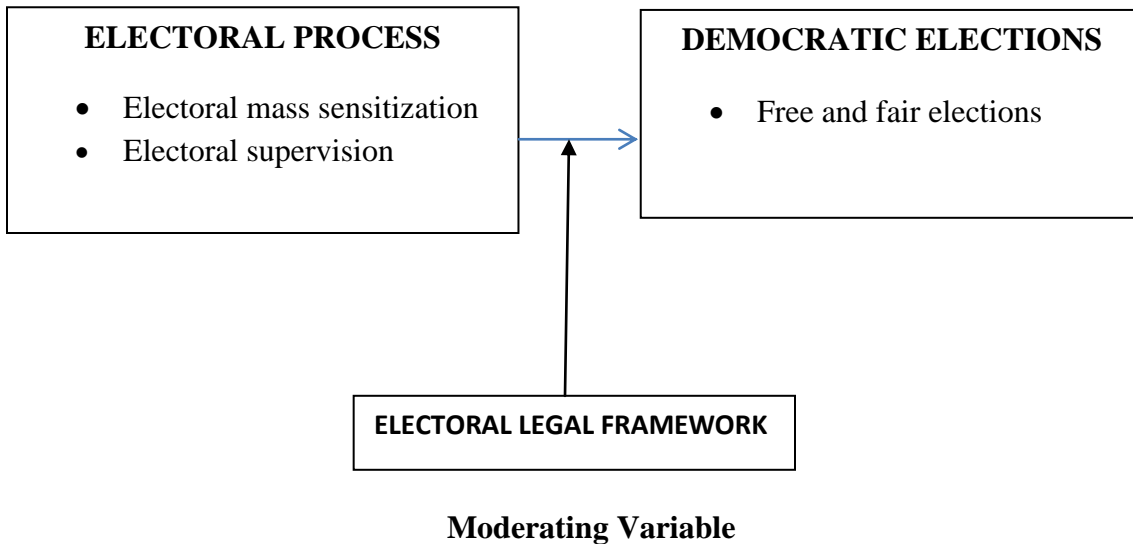 ELECTORAL PROCESS
• Electoral mass sensitization
• Electoral supervision
DEMOCRATIC ELECTIONS
• Free and fair elections
ELECTORAL LEGAL FRAMEWORK
Moderating Variable